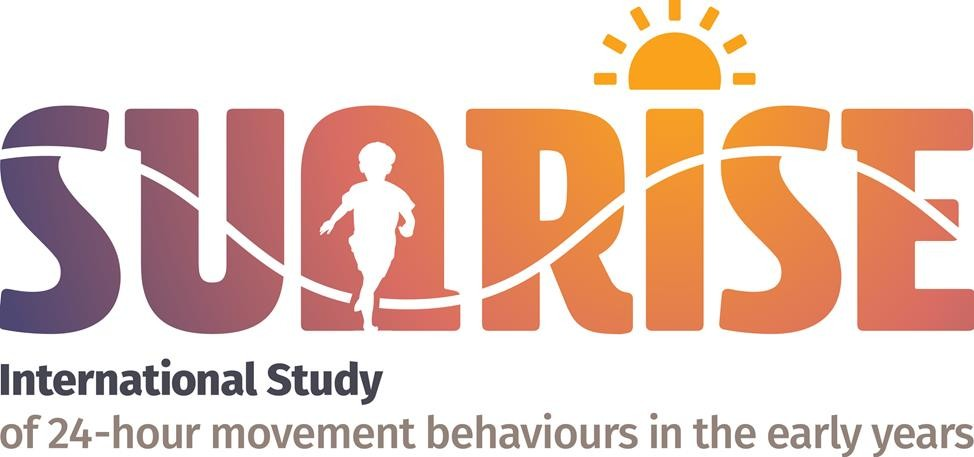 SUNRISE
International Study
of 24-hour movement behaviours in the early years